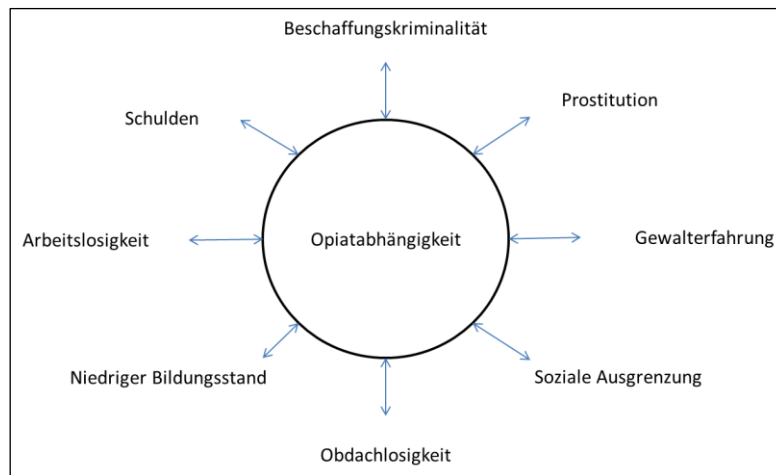 Beschaffungskriminalität
Prostitution
Schulden
Arbeitslosigkeit
Opiatabhängigkeit
Gewalterfahrung
Niedriger Bildungsstand
Soziale Ausgrenzung
Obdachlosigkeit